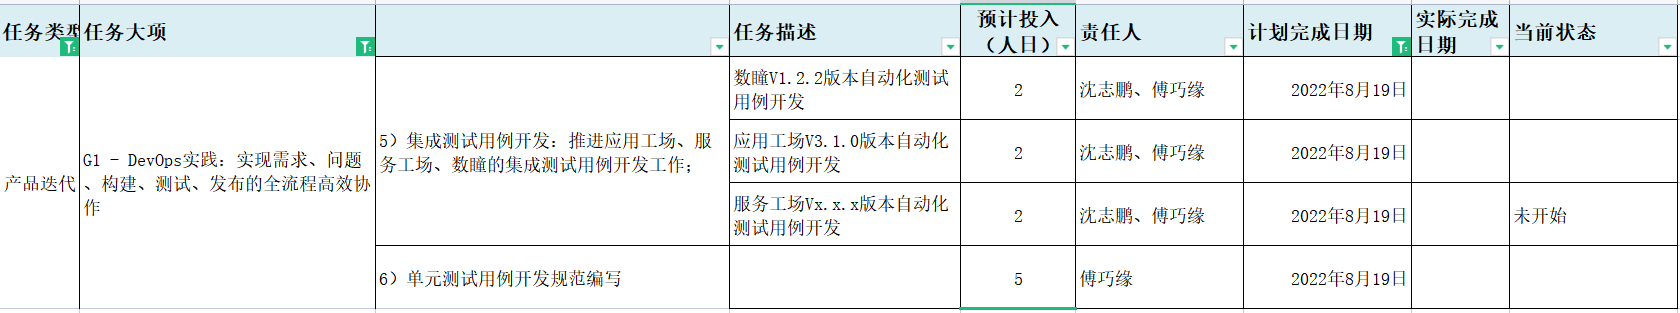 任务类型
任务大项
任务描述
预计投入
（人日）
责任人
计划完成日期
实际完成
日期
当前状态
产品迭代
G1 - DevOps实践：实现需求、问题
、构建、测试、发布的全流程高效协
作
5）集成测试用例开发：推进应用工场、服
务工场、数瞳的集成测试用例开发工作；
数瞳V1.2.2版本自动化测试
用例开发
2
沈志鹏、傅巧缘
2022年8月19日
应用工场V3.1.0版本自动化
测试用例开发
2
沈志鹏、傅巧缘
2022年8月19日
服务工场Vx.x.x版本自动化
测试用例开发
2
沈志鹏、傅巧缘
2022年8月19日
未开始
6）单元测试用例开发规范编写
5
傅巧缘
2022年8月19日